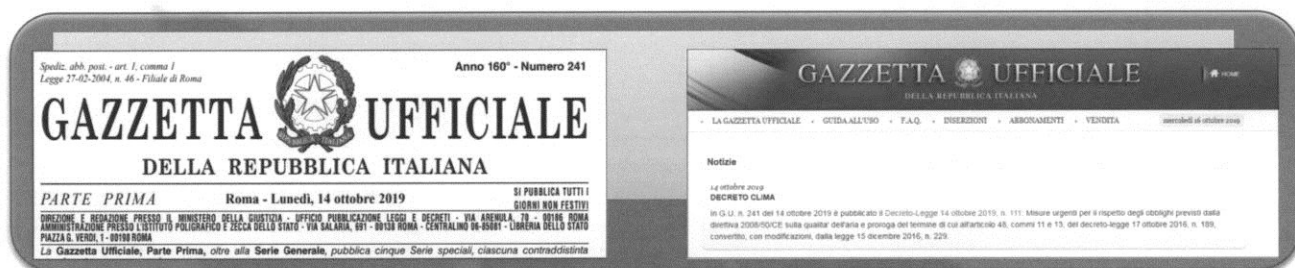 Spediz. abb. post. - art. 1, comma 1
Legge 27-02-2004, n. 46 - Filiale di Roma
Anno 160° - Numero 241
GAZZETTA UFFICIALE
DELLA REPUBBLICA ITALIANA
PARTE PRIMA
Roma - Lunedì, 14 ottobre 2019
SI PUBBLICA TUTTI I
GIORNI NON FESTIVI
DIREZIONE E REDAZIONE PRESSO IL MINISTERO DELLA GIUSTIZIA - UFFICIO PUBBLICAZIONE LEGGI E DECRETI - VIA ARENULA, 70 - 00186 ROMA
AMMINISTRAZIONE PRESSO L'ISTITUTO POLIGRAFICO E ZECCA DELLO STATO - VIA SALARIA, 691 - 00138 ROMA - CENTRALINO 06-85081 - LIBRERIA DELLO STATO
PIAZZA G. VERDI, 1 - 00198 ROMA
La Gazzetta Ufficiale, Parte Prima, oltre alla Serie Generale, pubblica cinque Serie speciali, ciascuna contraddistinta
GAZZETTA UFFICIALE
DELLA REPUBBLICA ITALIANA
HOME
LA GAZZETTA UFFICIALE GUIDA ALL'USO F.A.Q. INSERZIONI ABBONAMENTI VENDITA
mercoledì 16 ottobre 2019
Notizie
14 ottobre 2019
DECRETO CLIMA
In G.U. n. 241 del 14 ottobre 2019 è pubblicato il Decreto-Legge 14 ottobre 2019, n. 111: Misure urgenti per il rispetto degli obblighi previsti dalla
direttiva 2008/50/CE sulla qualita' dell'aria e proroga del termine di cui all'articolo 48, commi 11 e 13, del decreto-legge 17 ottobre 2016, n. 189,
convertito, con modificazioni, dalla legge 15 dicembre 2016, n. 229.